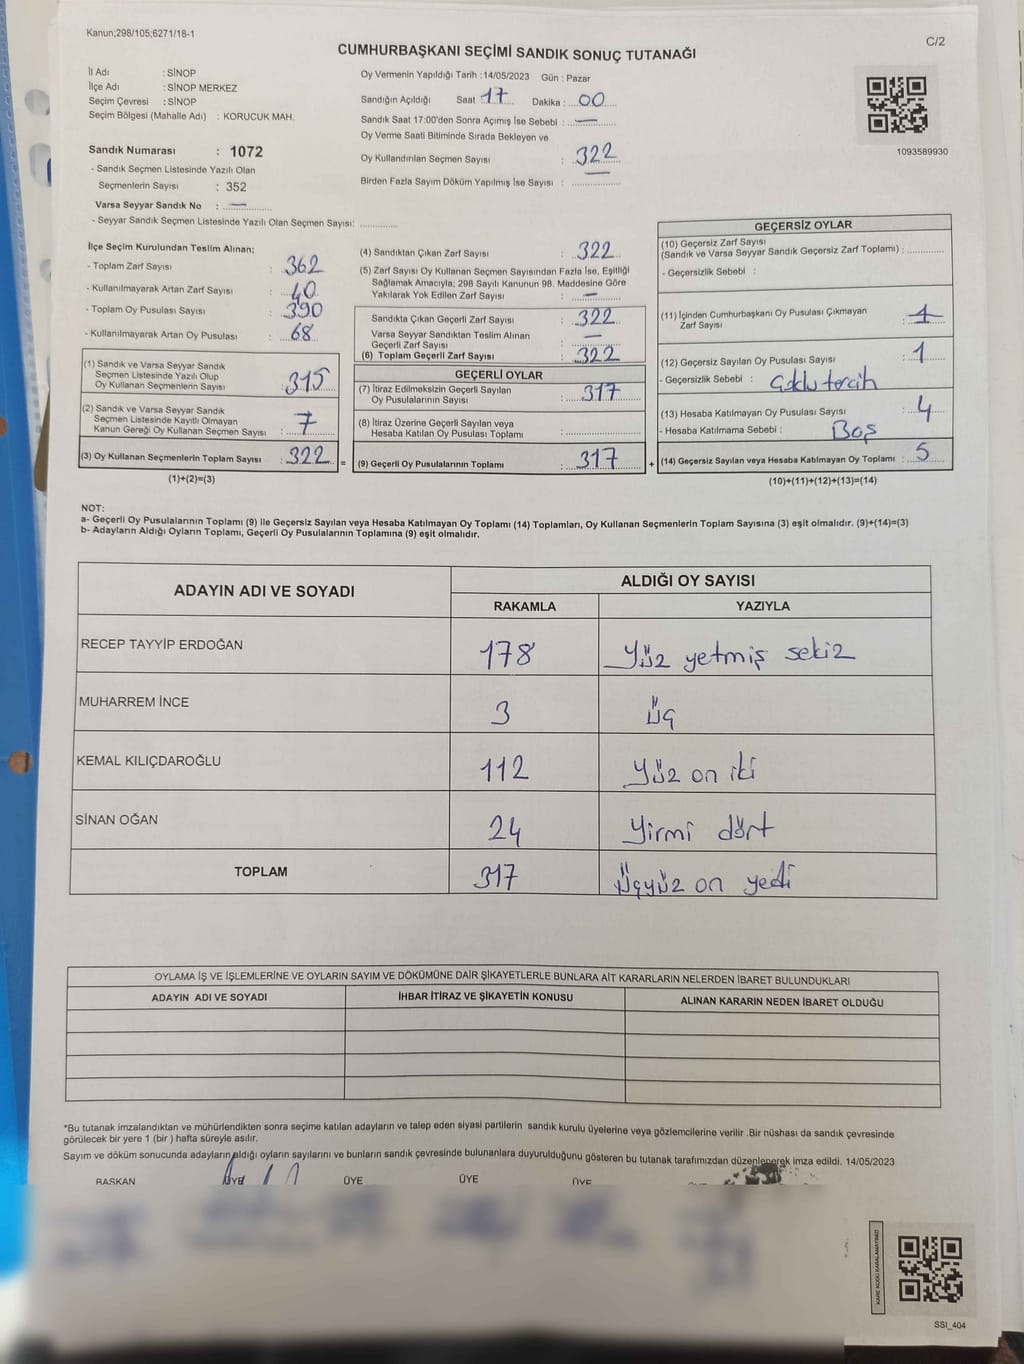 Kanun;298/105;6271/18-1
C/2
CUMHURBAŞKANI SEÇİMİ SANDIK SONUÇ TUTANAĞI
İl Adı : SİNOP
İlçe Adı : SİNOP MERKEZ
Seçim Çevresi : SİNOP
Seçim Bölgesi (Mahalle Adı) : KORUCUK MAH.
Sandık Numarası : 1072
- Sandık Seçmen Listesinde Yazılı Olan
Seçmenlerin Sayısı : 352
Varsa Seyyar Sandık No : —
- Seyyar Sandık Seçmen Listesinde Yazılı Olan Seçmen Sayısı:
Oy Vermenin Yapıldığı Tarih :14/05/2023 Gün : Pazar
Sandığın Açıldığı Saat : 17 Dakika : 00
Sandık Saat 17:00'den Sonra Açımış İse Sebebi : —
Oy Verme Saati Bitiminde Sırada Bekleyen ve
Oy Kullandırılan Seçmen Sayısı : 322
Birden Fazla Sayım Döküm Yapılmış İse Sayısı : —
1093589930
İlçe Seçim Kurulundan Teslim Alınan;
- Toplam Zarf Sayısı : 362
- Kullanılmayarak Artan Zarf Sayısı : 40
- Toplam Oy Pusulası Sayısı : 390
- Kullanılmayarak Artan Oy Pusulası : 68
(1) Sandık ve Varsa Seyyar Sandık
Seçmen Listesinde Yazılı Olup
Oy Kullanan Seçmenlerin Sayısı : 315
(2) Sandık ve Varsa Seyyar Sandık
Seçmen Listesinde Kayıtlı Olmayan
Kanun Gereği Oy Kullanan Seçmen Sayısı : 7
(3) Oy Kullanan Seçmenlerin Toplam Sayısı : 322 =
(1)+(2)=(3)
(4) Sandıktan Çıkan Zarf Sayısı : 322
(5) Zarf Sayısı Oy Kullanan Seçmen Sayısından Fazla İse, Eşitliği
Sağlamak Amacıyla; 298 Sayılı Kanunun 98. Maddesine Göre
Yakılarak Yok Edilen Zarf Sayısı : —
Sandıkta Çıkan Geçerli Zarf Sayısı : 322
Varsa Seyyar Sandıktan Teslim Alınan
Geçerli Zarf Sayısı : —
(6) Toplam Geçerli Zarf Sayısı : 322
GEÇERLİ OYLAR
(7) İtiraz Edilmeksizin Geçerli Sayılan
Oy Pusulalarının Sayısı : 317
(8) İtiraz Üzerine Geçerli Sayılan veya
Hesaba Katılan Oy Pusulası Toplamı :
(9) Geçerli Oy Pusulalarının Toplamı : 317 +
GEÇERSİZ OYLAR
(10) Geçersiz Zarf Sayısı
(Sandık ve Varsa Seyyar Sandık Geçersiz Zarf Toplamı) :
- Geçersizlik Sebebi :
(11) İçinden Cumhurbaşkanı Oy Pusulası Çıkmayan
Zarf Sayısı :
(12) Geçersiz Sayılan Oy Pusulası Sayısı : 1
- Geçersizlik Sebebi : Çoklu tercih
(13) Hesaba Katılmayan Oy Pusulası Sayısı : 4
- Hesaba Katılmama Sebebi : Boş
(14) Geçersiz Sayılan veya Hesaba Katılmayan Oy Toplamı : 5
(10)+(11)+(12)+(13)=(14)
NOT:
a- Geçerli Oy Pusulalarının Toplamı (9) ile Geçersiz Sayılan veya Hesaba Katılmayan Oy Toplamı (14) Toplamları, Oy Kullanan Seçmenlerin Toplam Sayısına (3) eşit olmalıdır. (9)+(14)=(3)
b- Adayların Aldığı Oyların Toplamı, Geçerli Oy Pusulalarının Toplamına (9) eşit olmalıdır.
ADAYIN ADI VE SOYADI
ALDIĞI OY SAYISI
RAKAMLA YAZIYLA
RECEP TAYYİP ERDOĞAN 178 Yüz yetmiş sekiz
MUHARREM İNCE 3 Üç
KEMAL KILIÇDAROĞLU 112 Yüz on iki
SİNAN OĞAN 24 Yirmi dört
TOPLAM 317 Üçyüz on yedi
OYLAMA İŞ VE İŞLEMLERİNE VE OYLARIN SAYIM VE DÖKÜMÜNE DAİR ŞİKAYETLERLE BUNLARA AİT KARARLARIN NELERDEN İBARET BULUNDUKLARI
ADAYIN ADI VE SOYADI İHBAR İTİRAZ VE ŞİKAYETİN KONUSU ALINAN KARARIN NEDEN İBARET OLDUĞU
*Bu tutanak imzalandıktan ve mühürlendikten sonra seçime katılan adayların ve talep eden siyasi partilerin sandık kurulu üyelerine veya gözlemcilerine verilir .Bir nüshası da sandık çevresinde
görülecek bir yere 1 (bir ) hafta süreyle asılır.
Sayım ve döküm sonucunda adayların aldığı oyların sayılarını ve bunların sandık çevresinde bulunanlara duyurulduğunu gösteren bu tutanak tarafımızdan düzenlenerek imza edildi. 14/05/2023
BAŞKAN ÜYE ÜYE ÜYE ÜYE
KARE KODU KARALAMAYINIZ!
SSI_404